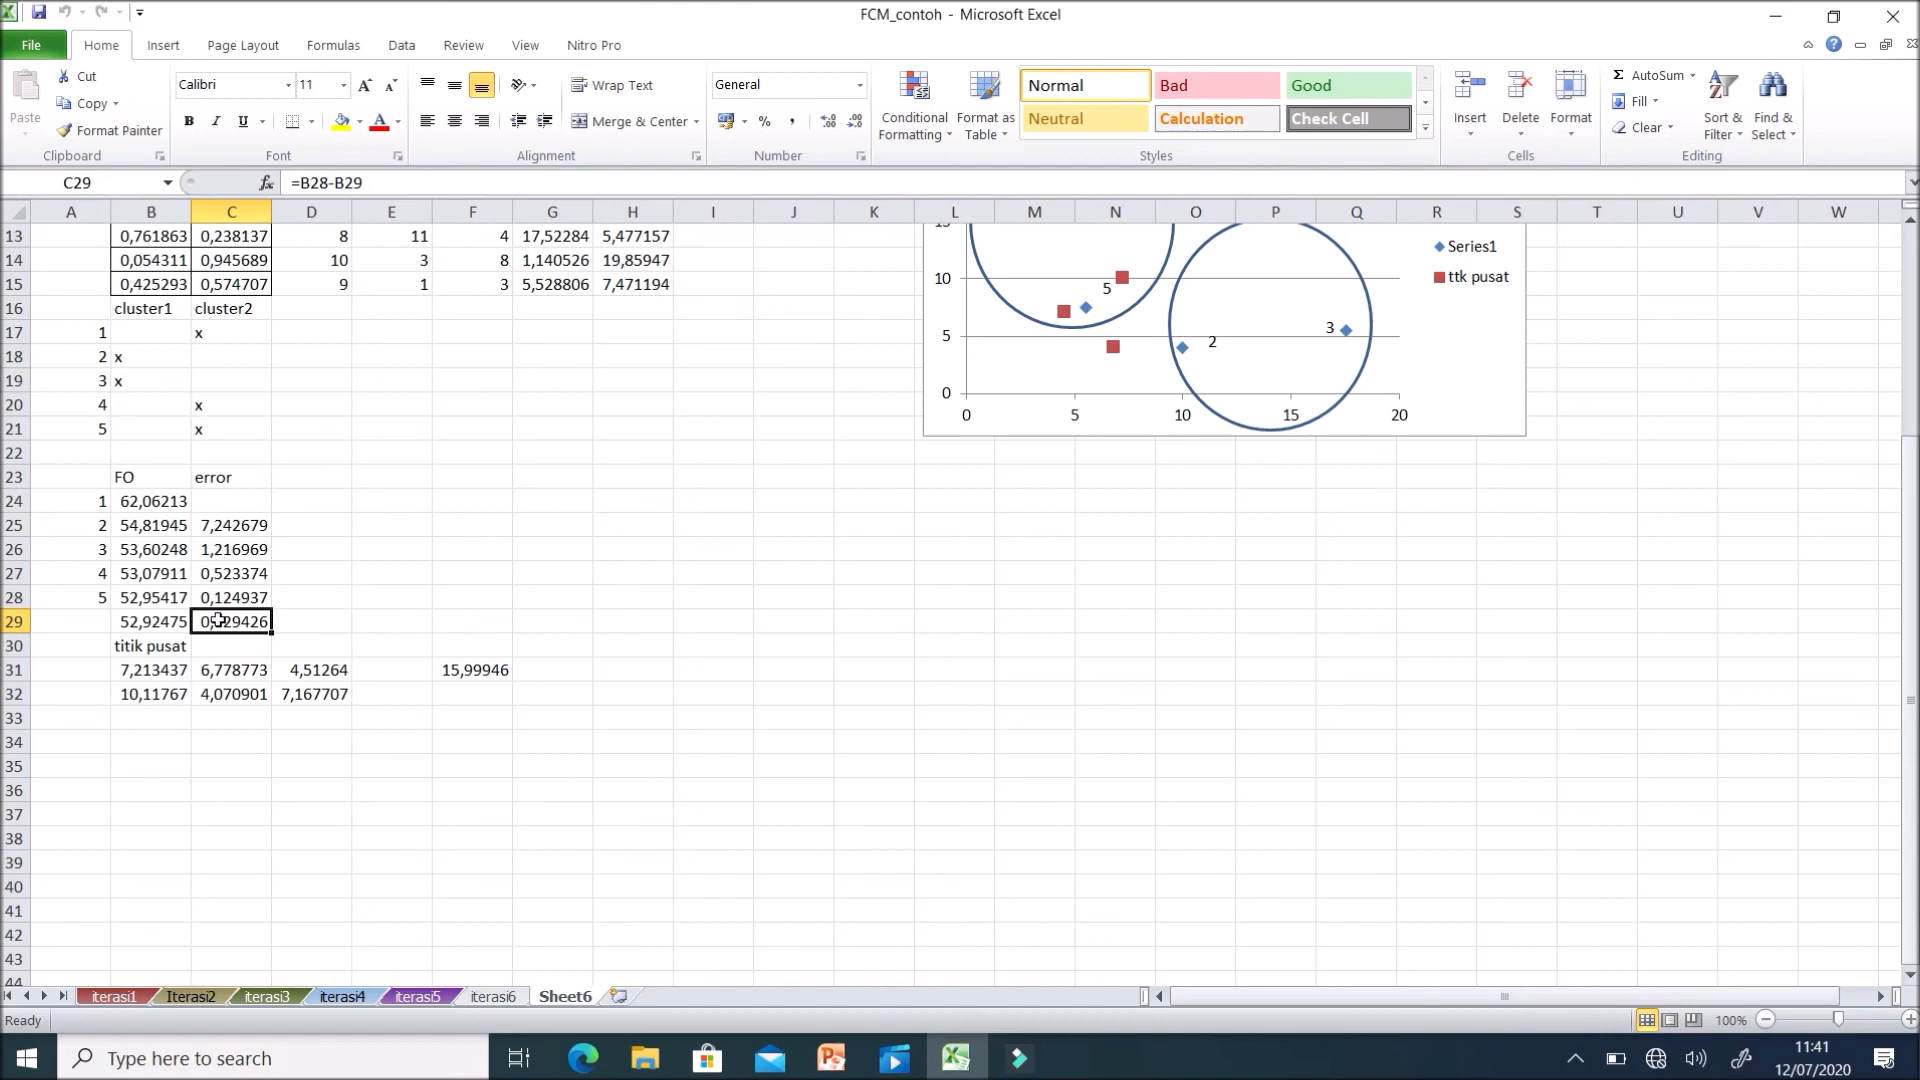 FCM_contoh - Microsoft Excel
File Home Insert Page Layout Formulas Data Review View Nitro Pro
Paste
Cut
Copy
Format Painter
Clipboard
Calibri 11
B I U
Font
Wrap Text
Merge & Center
Alignment
General
%
Number
Conditional Formatting
Format as Table
Normal Bad Good
Neutral Calculation Check Cell
Styles
Insert Delete Format
Cells
AutoSum
Fill
Clear
Sort & Filter
Find & Select
Editing
C29 fx =B28-B29
A B C D E F G H I J K L M N O P Q R S T U V W
13 0,761863 0,238137 8 11 4 17,52284 5,477157
14 0,054311 0,945689 10 3 8 1,140526 19,85947
15 0,425293 0,574707 9 1 3 5,528806 7,471194
16 cluster1 cluster2
17 1 x
18 2 x
19 3 x
20 4 x
21 5 x
22
23 FO error
24 1 62,06213
25 2 54,81945 7,242679
26 3 53,60248 1,216969
27 4 53,07911 0,523374
28 5 52,95417 0,124937
29 52,92475
30 titik pusat
31 7,213437 6,778773 4,51264 15,99946
32 10,11767 4,070901 7,167707
33
34
35
36
37
38
39
40
41
42
43
44
Series1
ttk pusat
10
5
0
0 5 10 15 20
5
2
3
iterasi1 Iterasi2 iterasi3 iterasi4 iterasi5 iterasi6 Sheet6
Ready 100%
Type here to search
11:41
12/07/2020